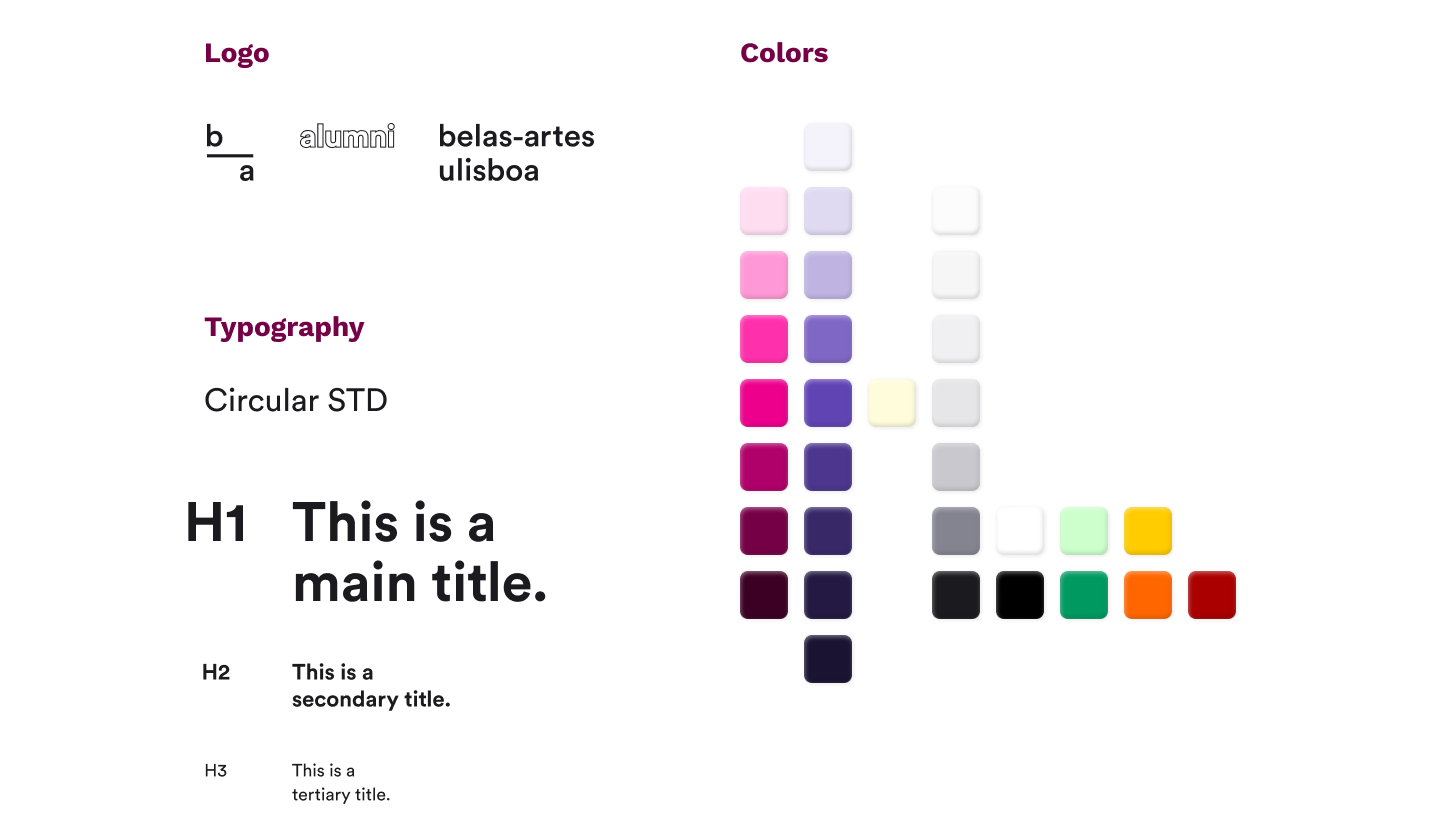 Logo
b
a
alumni
belas-artes
ulisboa
Typography
Circular STD
H1
This is a
main title.
H2
This is a
secondary title.
H3
This is a
tertiary title.
Colors